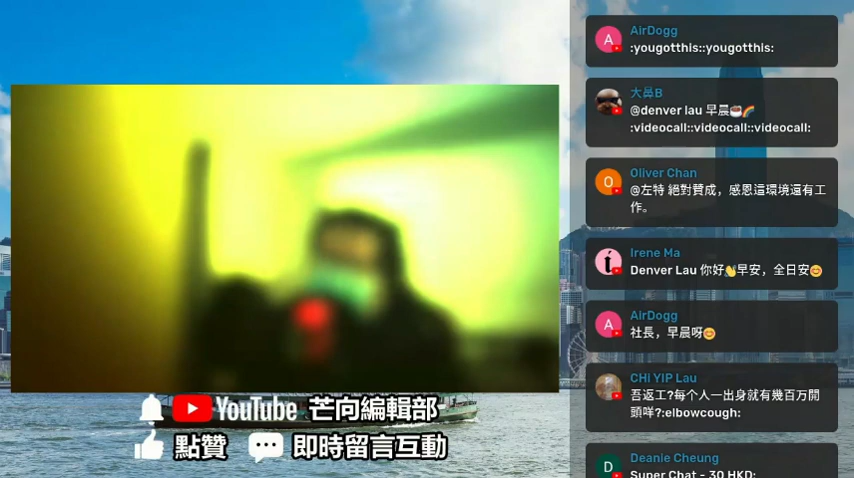 AirDogg
:yougotthis::yougotthis:
大鼻B
@denver lau 早晨☕🌈
:videocall::videocall::videocall:
Oliver Chan
@左特 絕對贊成，感恩這環境還有工
作。
Irene Ma
Denver Lau 你好👋早安，全日安😊
AirDogg
社長，早晨呀😊
CHI YIP Lau
吾返工?每个人一出身就有幾百万開
頭咩?:elbowcough:
Deanie Cheung
Super Chat - 30 HKD:
YouTube 芒向編輯部
點贊 即時留言互動